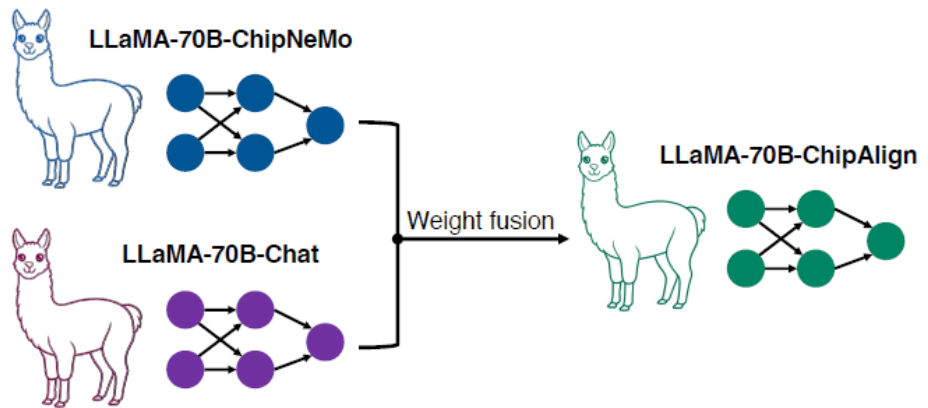 LLaMA-70B-ChipNeMo
LLaMA-70B-Chat
Weight fusion
LLaMA-70B-ChipAlign